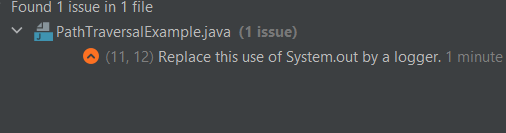 Found 1 issue in 1 file
PathTraversalExample.java (1 issue)
(11, 12) Replace this use of System.out by a logger. 1 minute